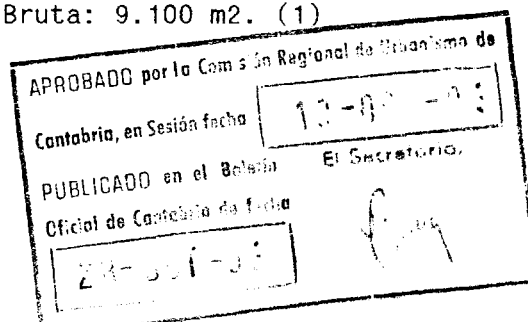 Bruta: 9.100 m2. (1)
APROBADO por la Comisión Regional de Urbanismo de
Cantabria, en Sesión fecha
PUBLICADO en el Boletín
El Secretario,
Oficial de Cantabria de fecha